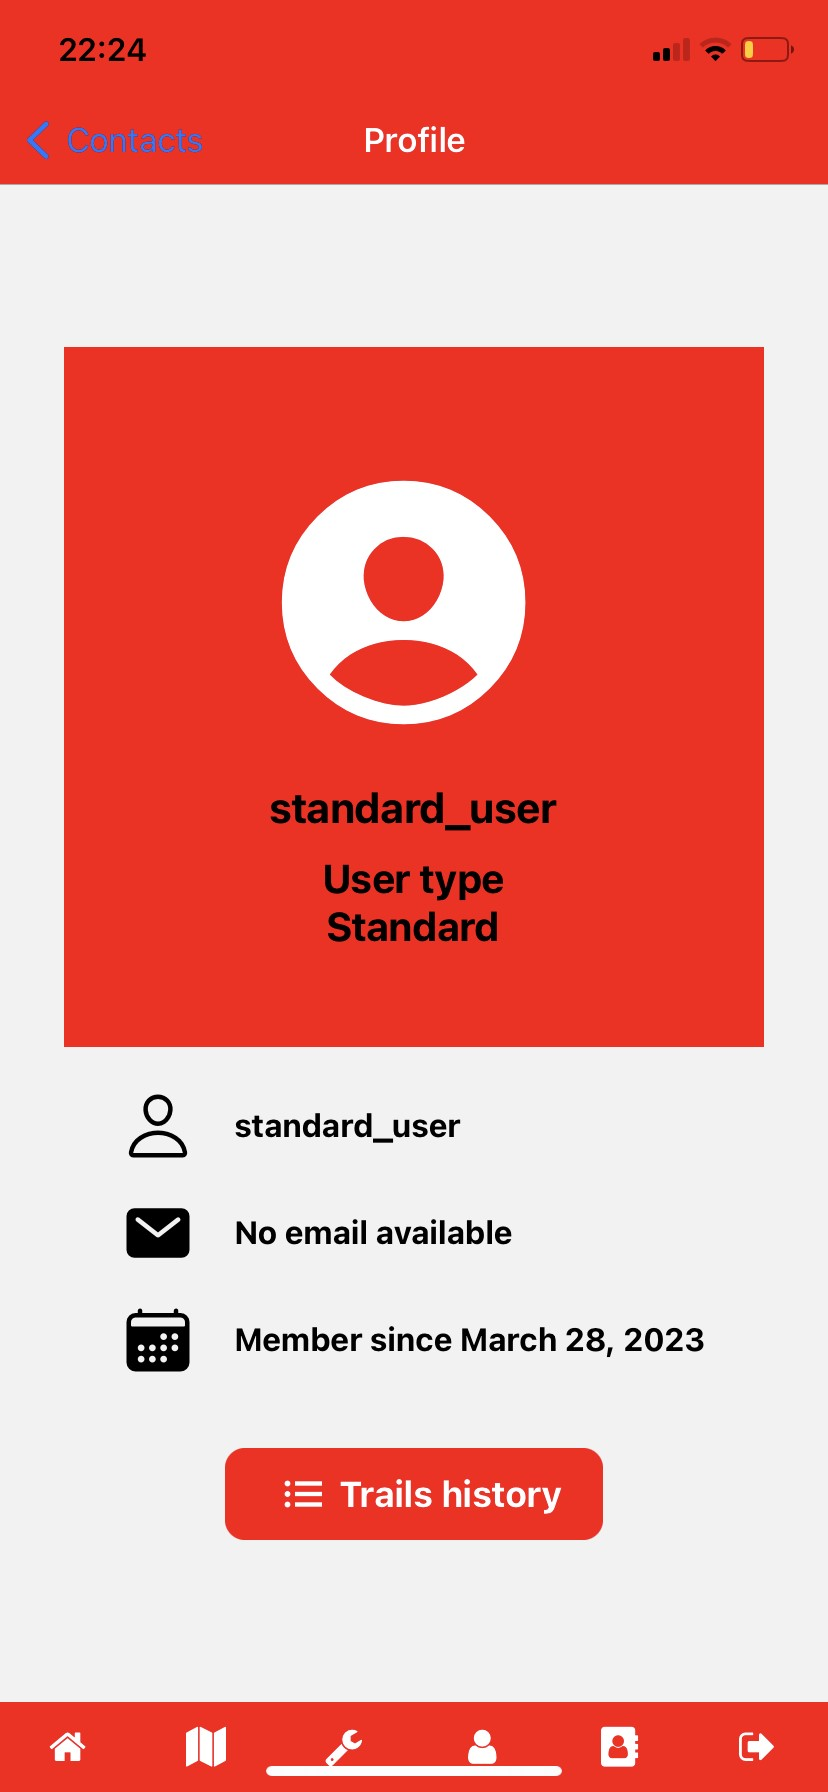 22:24
Contacts
Profile
standard_user
User type
Standard
standard_user
No email available
Member since March 28, 2023
Trails history